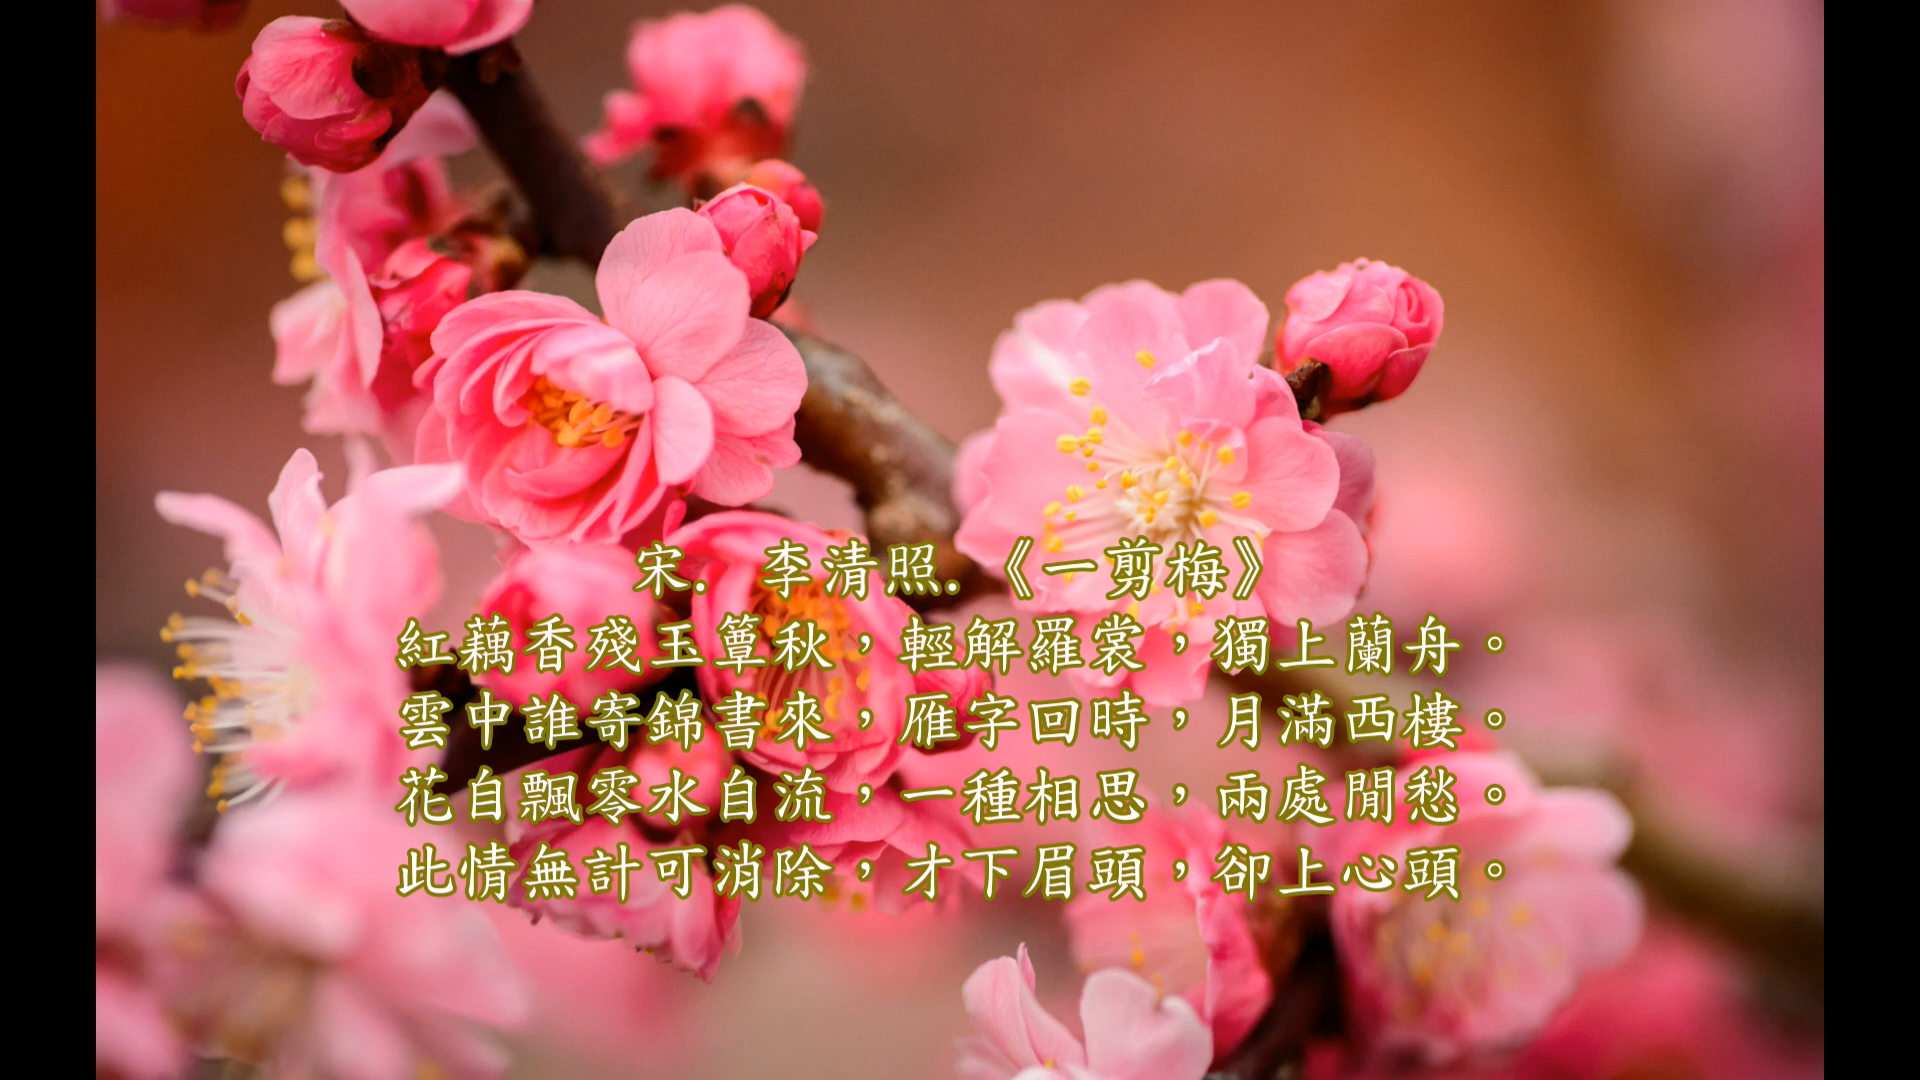 宋. 李清照.《一剪梅》
紅藕香殘玉簟秋，輕解羅裳，獨上蘭舟。
雲中誰寄錦書來，雁字回時，月滿西樓。
花自飄零水自流，一種相思，兩處閒愁。
此情無計可消除，才下眉頭，卻上心頭。